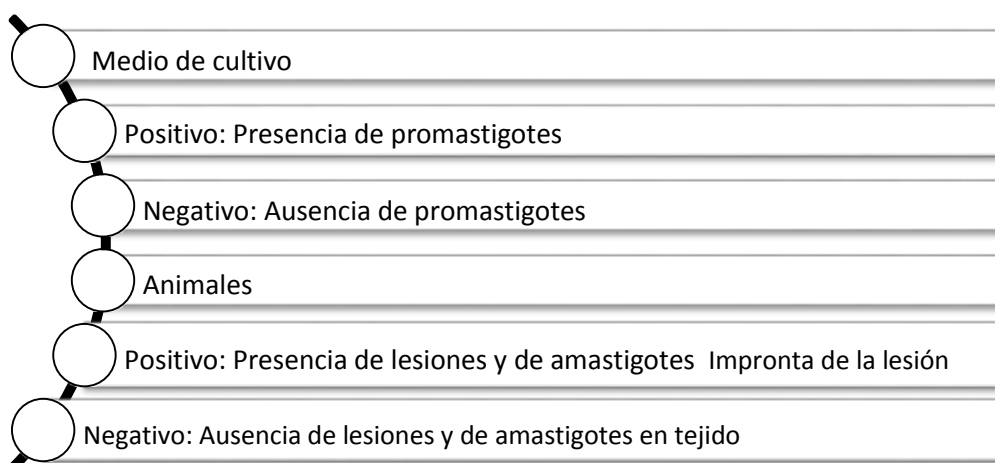 Medio de cultivo
Positivo: Presencia de promastigotes
Negativo: Ausencia de promastigotes
Animales
Positivo: Presencia de lesiones y de amastigotes Impronta de la lesión
Negativo: Ausencia de lesiones y de amastigotes en tejido